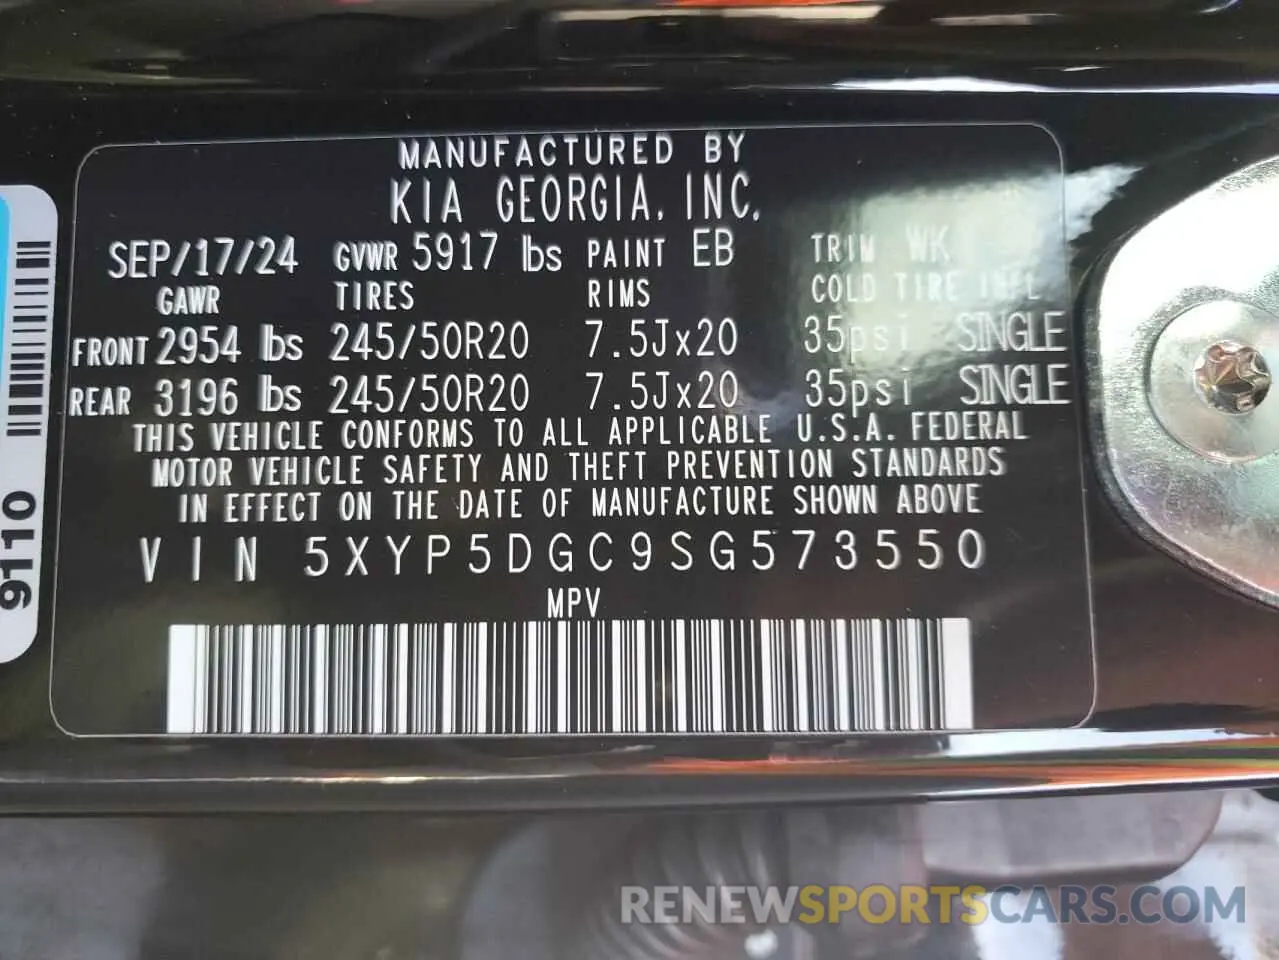 MANUFACTURED BY
KIA GEORGIA, INC.
SEP/17/24 GVWR 5917 lbs PAINT EB TRIM WK
GAWR TIRES RIMS COLD TIRE INFL
FRONT 2954 lbs 245/50R20 7.5Jx20 35psi SINGLE
REAR 3196 lbs 245/50R20 7.5Jx20 35psi SINGLE
THIS VEHICLE CONFORMS TO ALL APPLICABLE U.S.A. FEDERAL
MOTOR VEHICLE SAFETY AND THEFT PREVENTION STANDARDS
IN EFFECT ON THE DATE OF MANUFACTURE SHOWN ABOVE
VIN 5XYP5DGC9SG573550
MPV
9110
RENEWSPORTSCARS.COM